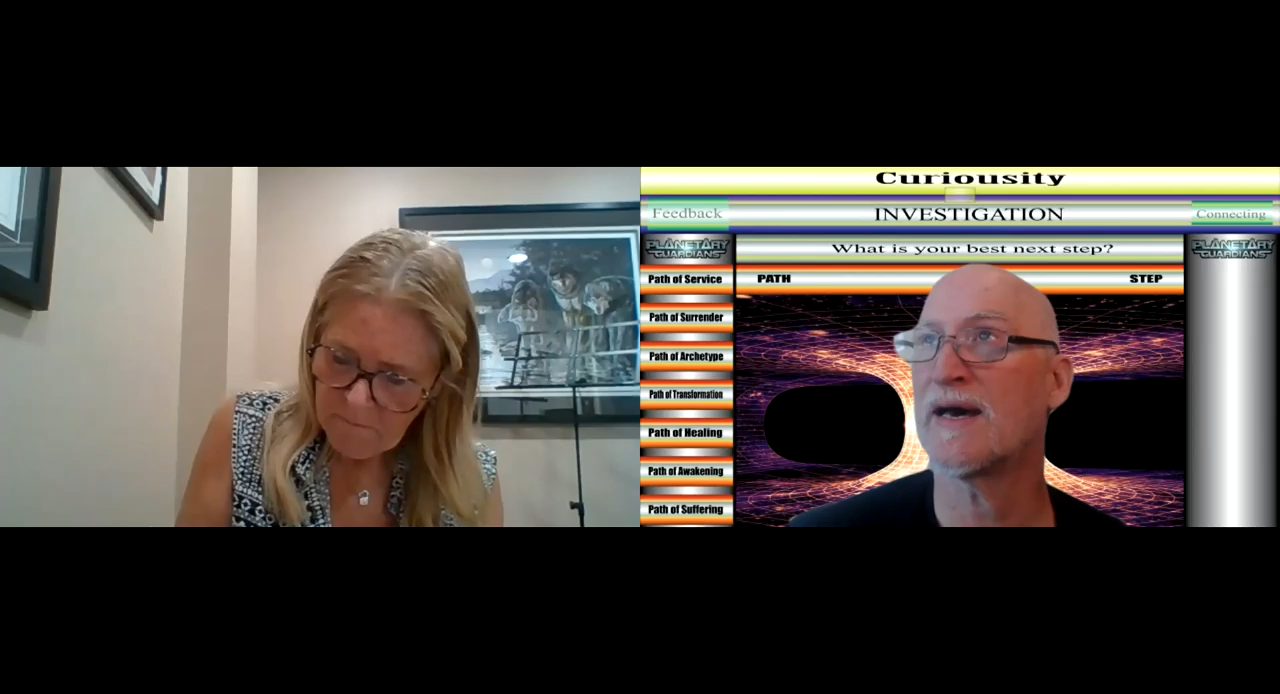 Curiousity
Feedback
INVESTIGATION
Connecting
PLANETARY
GUARDIANS
What is your best next step?
PLANETARY
GUARDIANS
Path of Service
PATH
STEP
Path of Surrender
Path of Archetype
Path of Transformation
Path of Healing
Path of Awakening
Path of Suffering